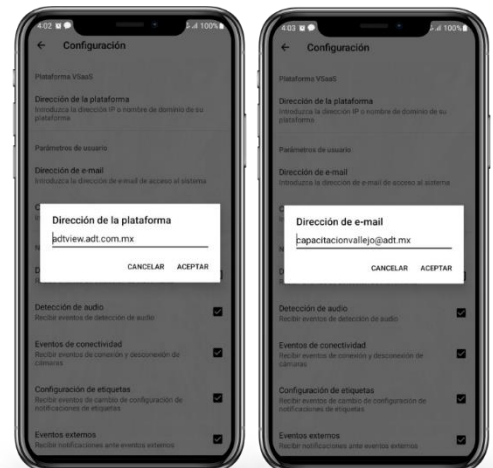 4:02
100%
Configuración
Plataforma VSaaS
Dirección de la plataforma
Introduzca la dirección IP o nombre de dominio de su
plataforma
Parámetros de usuario
Dirección de e-mail
Introduzca la dirección de e-mail de acceso al sistema
Dirección de la plataforma
adtview.adt.com.mx
CANCELAR ACEPTAR
Detección de audio
Recibir eventos de detección de audio
Eventos de conectividad
Recibir eventos de conexión y desconexión de
cámaras
Configuración de etiquetas
Recibir eventos de cambio de configuración de
notificaciones de etiquetas
Eventos externos
Recibir notificaciones ante eventos externos
4:03
100%
Configuración
Plataforma VSaaS
Dirección de la plataforma
Introduzca la dirección IP o nombre de dominio de su
plataforma
Parámetros de usuario
Dirección de e-mail
Introduzca la dirección de e-mail de acceso al sistema
Dirección de e-mail
capacitacionvallejo@adt.mx
CANCELAR ACEPTAR
Detección de audio
Recibir eventos de detección de audio
Eventos de conectividad
Recibir eventos de conexión y desconexión de
cámaras
Configuración de etiquetas
Recibir eventos de cambio de configuración de
notificaciones de etiquetas
Eventos externos
Recibir notificaciones ante eventos externos